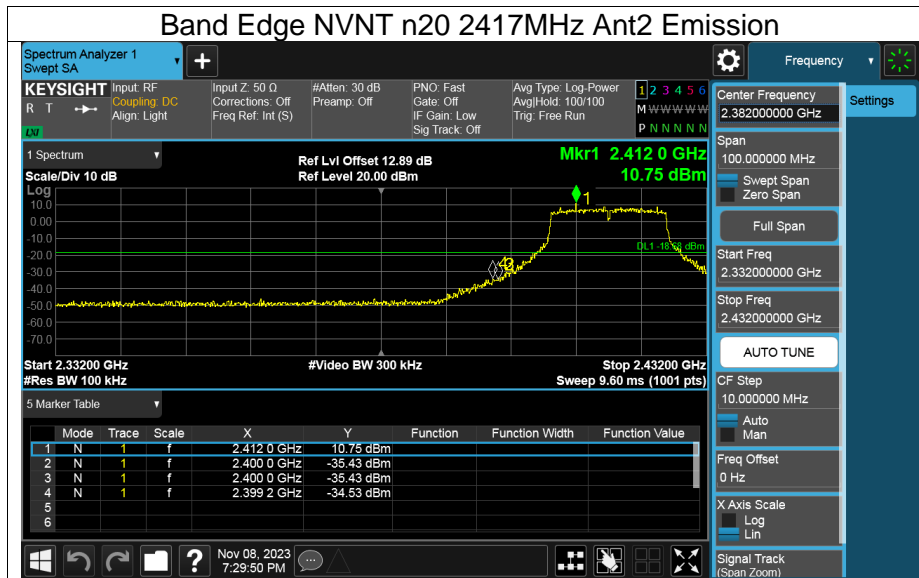 Band Edge NVNT n20 2417MHz Ant2 Emission
Spectrum Analyzer 1
Swept SA
+
Frequency
KEYSIGHT
R T
LXI
Input: RF
Coupling: DC
Align: Light
Input Z: 50 Ω
Corrections: Off
Freq Ref: Int (S)
#Atten: 30 dB
Preamp: Off
PNO: Fast
Gate: Off
IF Gain: Low
Sig Track: Off
Avg Type: Log-Power
Avg|Hold: 100/100
Trig: Free Run
1 2 3 4 5 6
M W W W W W
P N N N N N
1 Spectrum
Scale/Div 10 dB
Ref Lvl Offset 12.89 dB
Ref Level 20.00 dBm
Mkr1 2.412 0 GHz
10.75 dBm
Log
10.0
0.00
-10.0
-20.0
-30.0
-40.0
-50.0
-60.0
-70.0
1
Start 2.33200 GHz
#Res BW 100 kHz
#Video BW 300 kHz
Stop 2.43200 GHz
Sweep 9.60 ms (1001 pts)
5 Marker Table
Mode Trace Scale X Y Function Function Width Function Value
1 N 1 f 2.412 0 GHz 10.75 dBm
2 N 1 f 2.400 0 GHz -35.43 dBm
3 N 1 f 2.400 0 GHz -35.43 dBm
4 N 1 f 2.399 2 GHz -34.53 dBm
5
6
Nov 08, 2023
7:29:50 PM
?
Center Frequency
2.382000000 GHz
Span
100.000000 MHz
Swept Span
Zero Span
Full Span
Start Freq
2.332000000 GHz
Stop Freq
2.432000000 GHz
AUTO TUNE
CF Step
10.000000 MHz
Auto
Man
Freq Offset
0 Hz
X Axis Scale
Log
Lin
Signal Track
(Span Zoom)
Settings